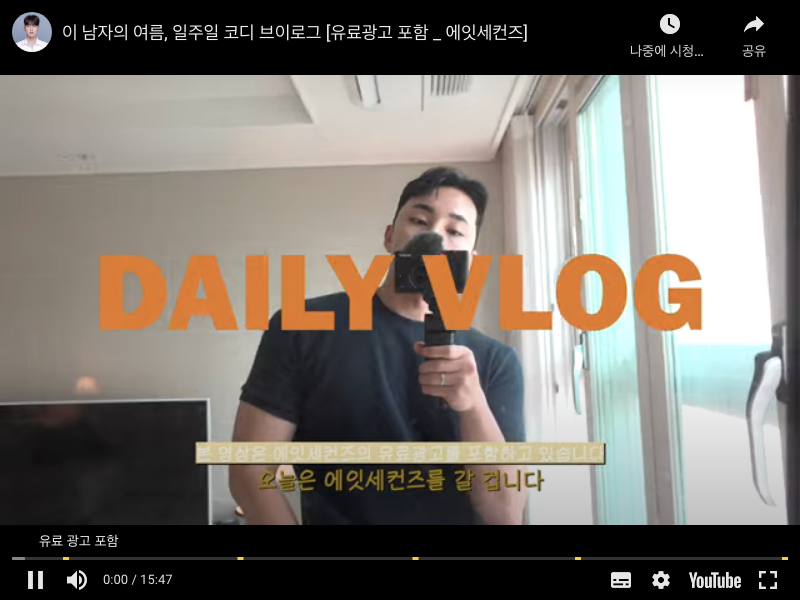 이 남자의 여름, 일주일 코디 브이로그 [유료광고 포함 _ 에잇세컨즈]
나중에 시청...
공유
DAILY VLOG
본 영상은 에잇세컨즈의 유료광고를 포함하고 있습니다
오늘은 에잇세컨즈를 갈 겁니다
유료 광고 포함
0:00 / 15:47
YouTube